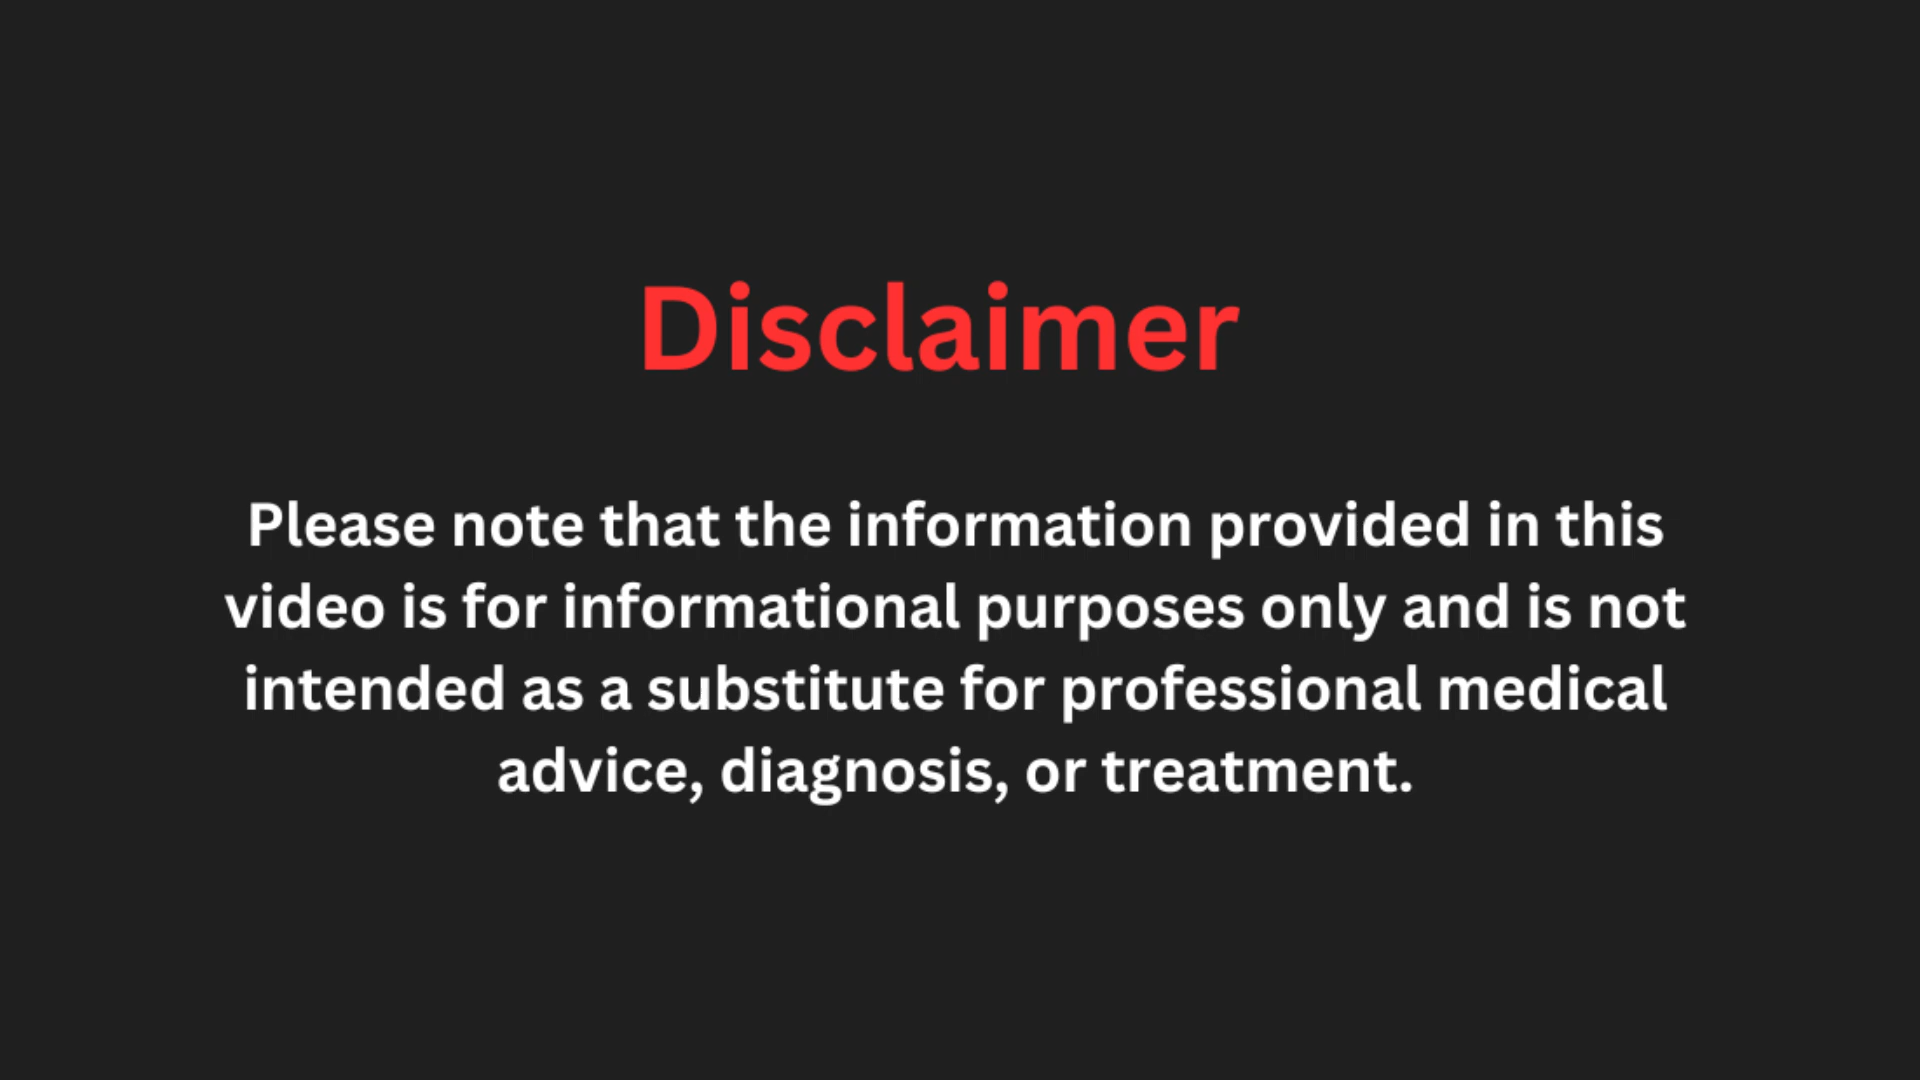 Disclaimer
Please note that the information provided in this
video is for informational purposes only and is not
intended as a substitute for professional medical
advice, diagnosis, or treatment.